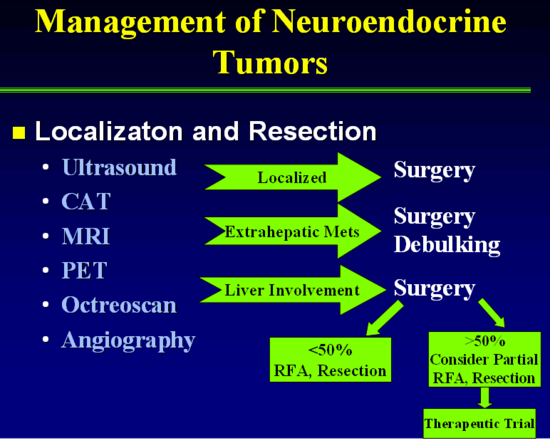 Management of Neuroendocrine
Tumors
Localizaton and Resection
• Ultrasound
• CAT
• MRI
• PET
• Octreoscan
• Angiography
Localized
Surgery
Extrahepatic Mets
Surgery
Debulking
Liver Involvement
Surgery
<50%
RFA, Resection
>50%
Consider Partial
RFA, Resection
Therapeutic Trial